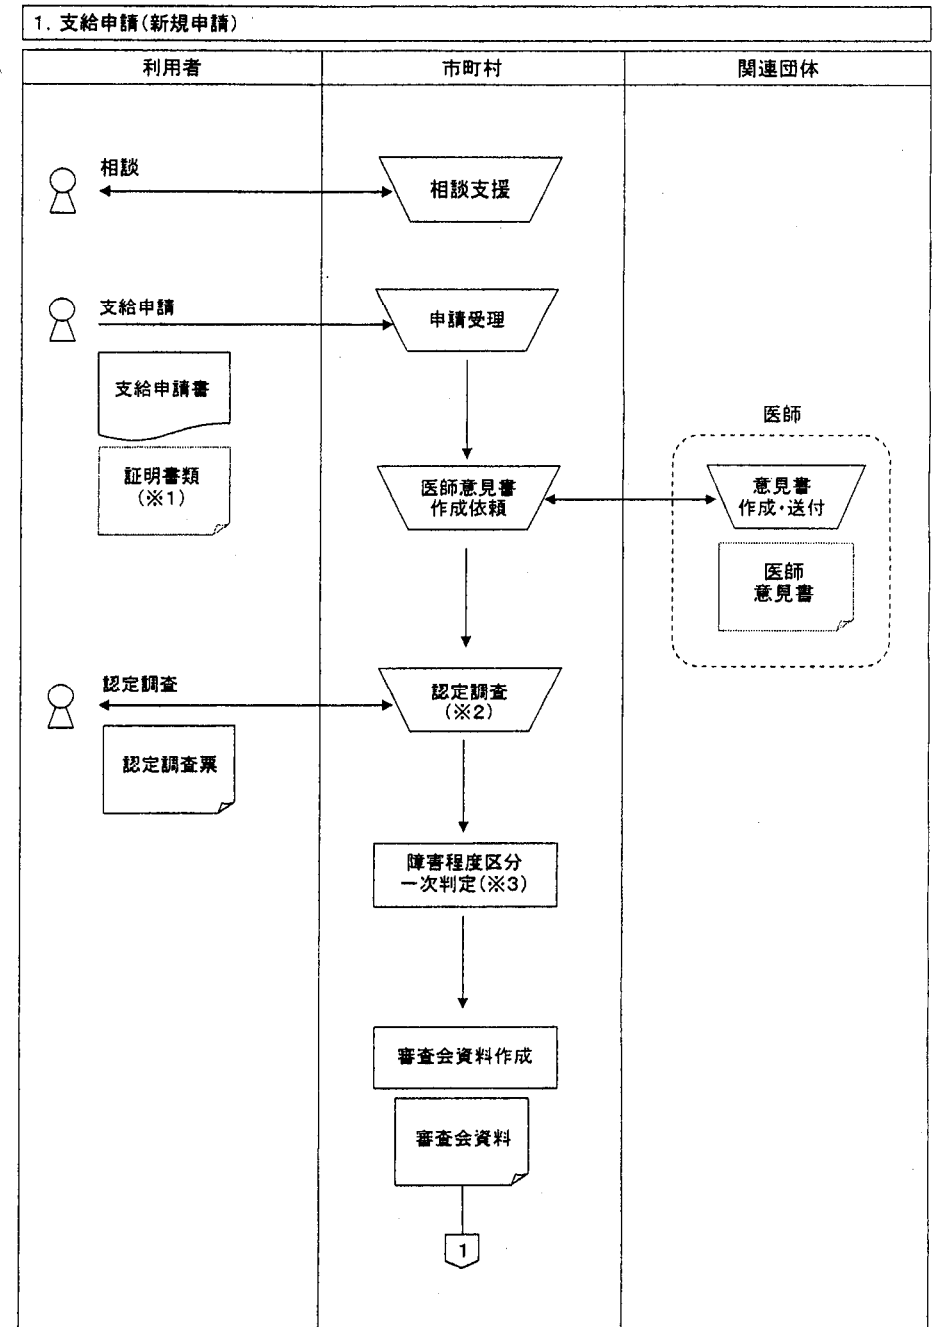 1．支給申請（新規申請）
利用者
市町村
関連団体
相談
相談支援
支給申請
申請受理
支給申請書
医師
証明書類
（※1）
医師意見書
作成依頼
意見書
作成・送付
医師
意見書
認定調査
認定調査
（※2）
認定調査票
障害程度区分
一次判定（※3）
審査会資料作成
審査会資料
1